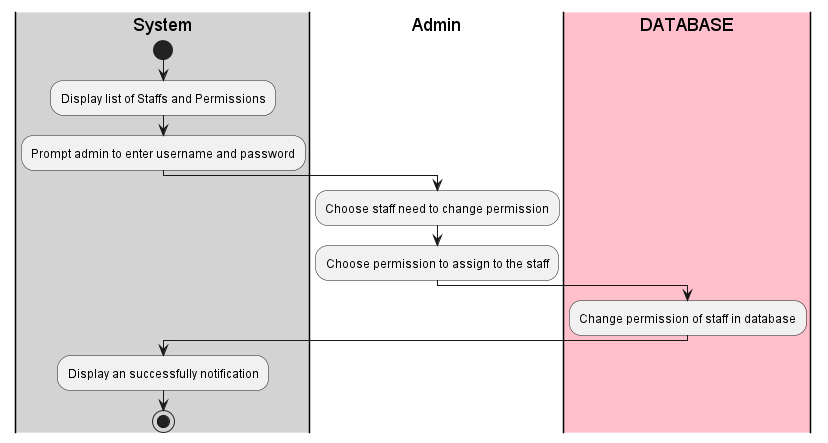 System
Admin
DATABASE
Display list of Staffs and Permissions
Prompt admin to enter username and password
Choose staff need to change permission
Choose permission to assign to the staff
Change permission of staff in database
Display an successfully notification